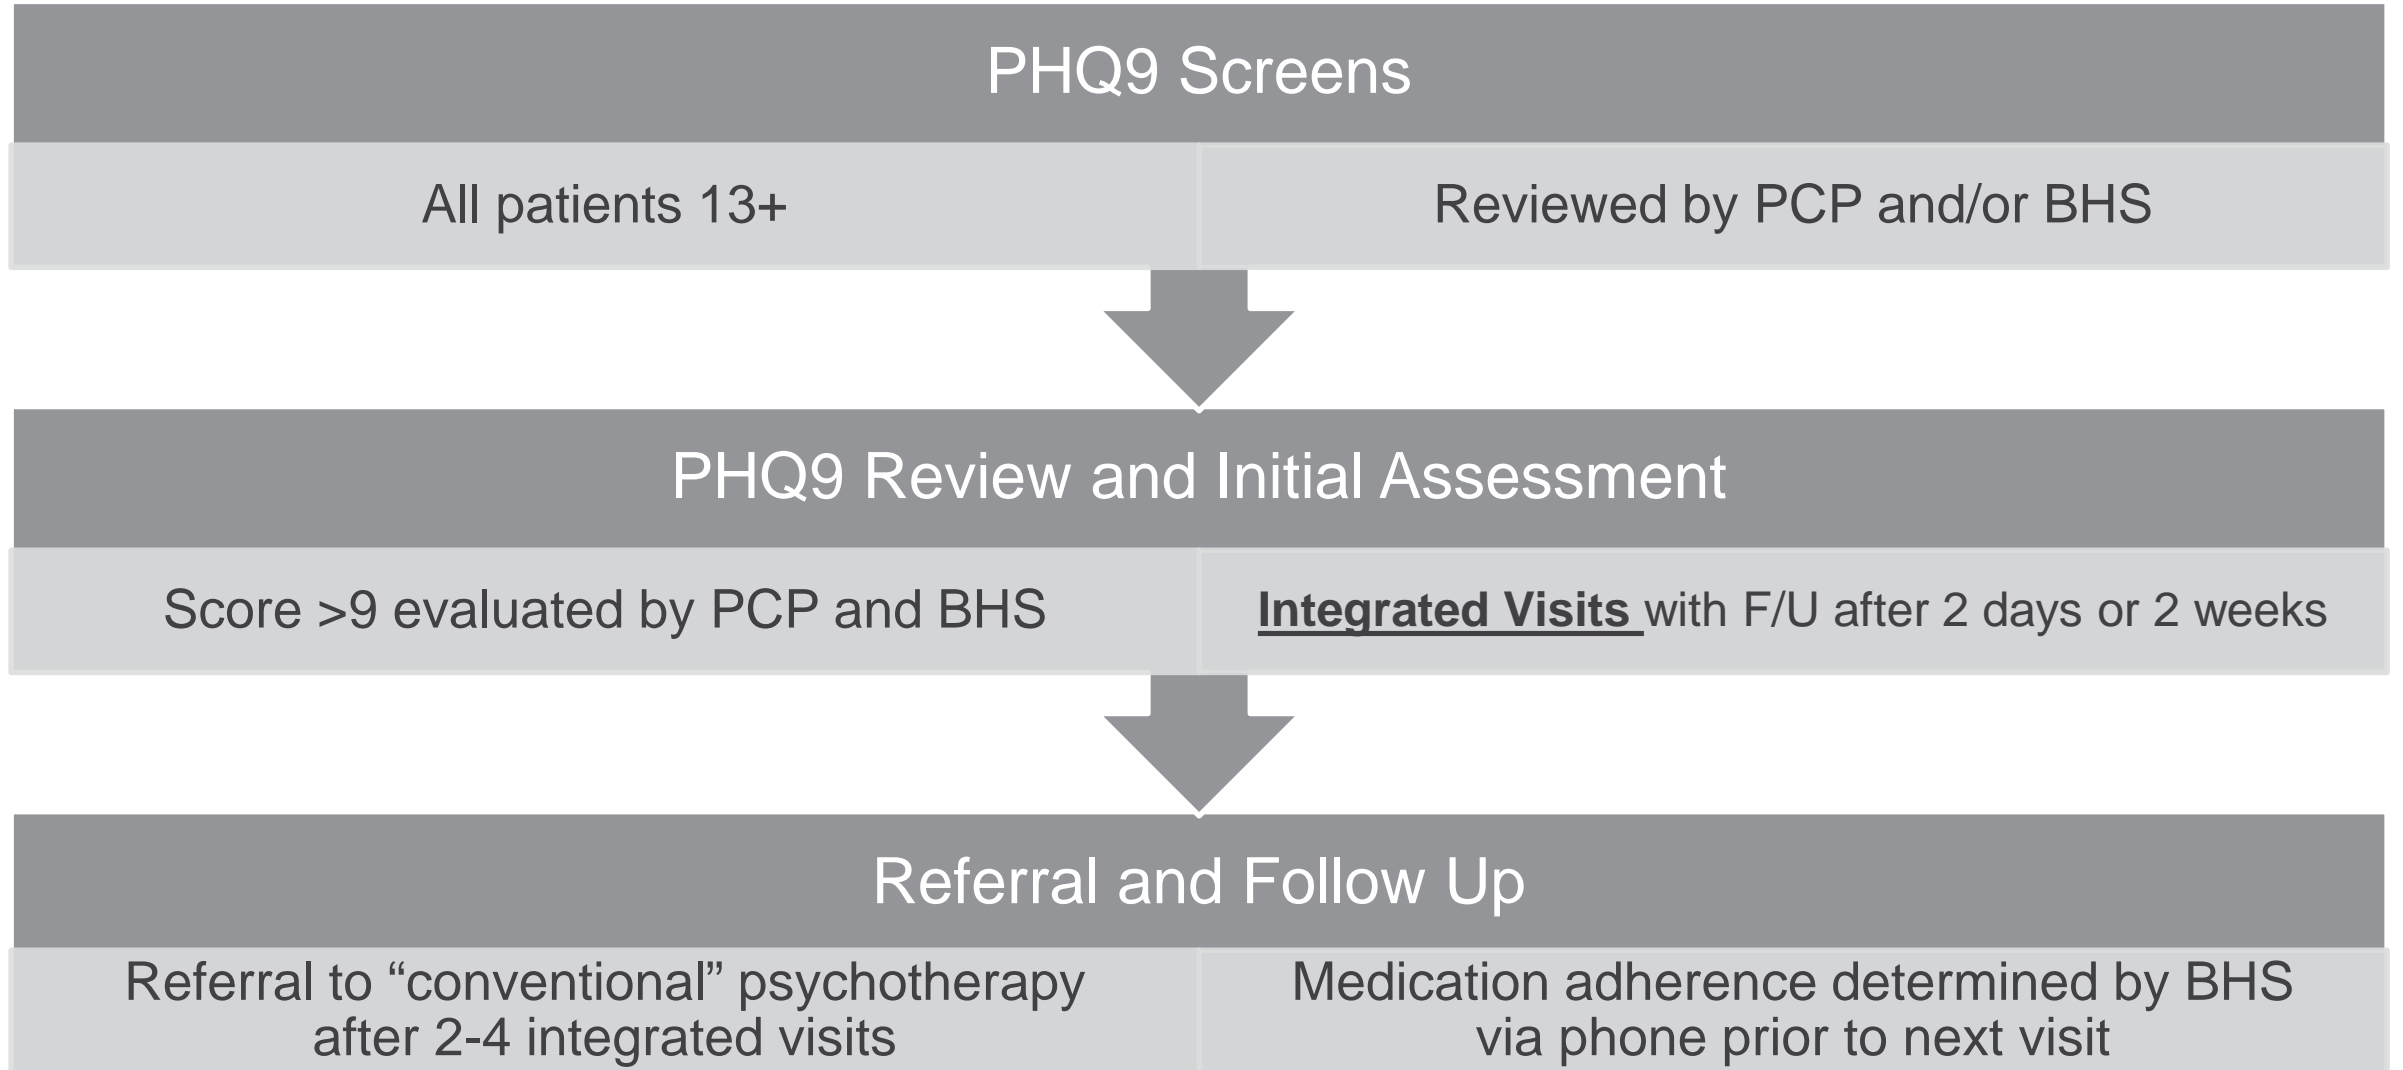 PHQ9 Screens
All patients 13+
Reviewed by PCP and/or BHS
PHQ9 Review and Initial Assessment
Score >9 evaluated by PCP and BHS
Integrated Visits with F/U after 2 days or 2 weeks
Referral and Follow Up
Referral to “conventional” psychotherapy
after 2-4 integrated visits
Medication adherence determined by BHS
via phone prior to next visit